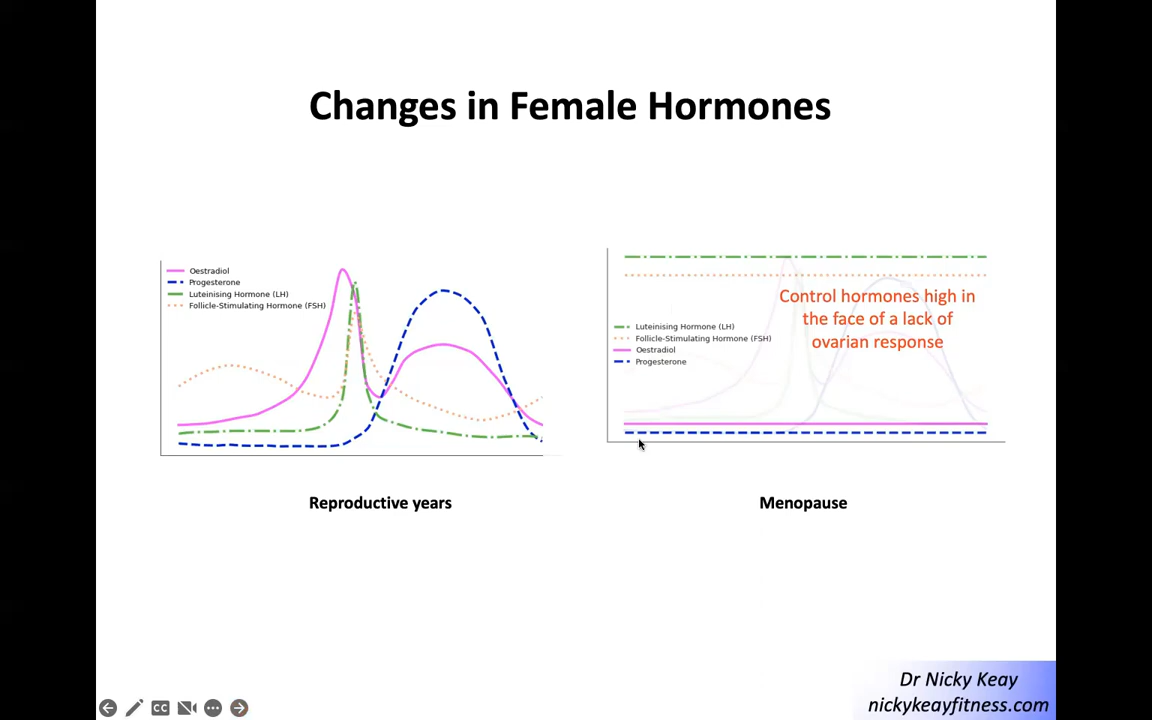 Changes in Female Hormones
Oestradiol
Progesterone
Luteinising Hormone (LH)
Follicle-Stimulating Hormone (FSH)
Reproductive years
Control hormones high in
the face of a lack of
ovarian response
Luteinising Hormone (LH)
Follicle-Stimulating Hormone (FSH)
Oestradiol
Progesterone
Menopause
Dr Nicky Keay
nickykeayfitness.com
CC